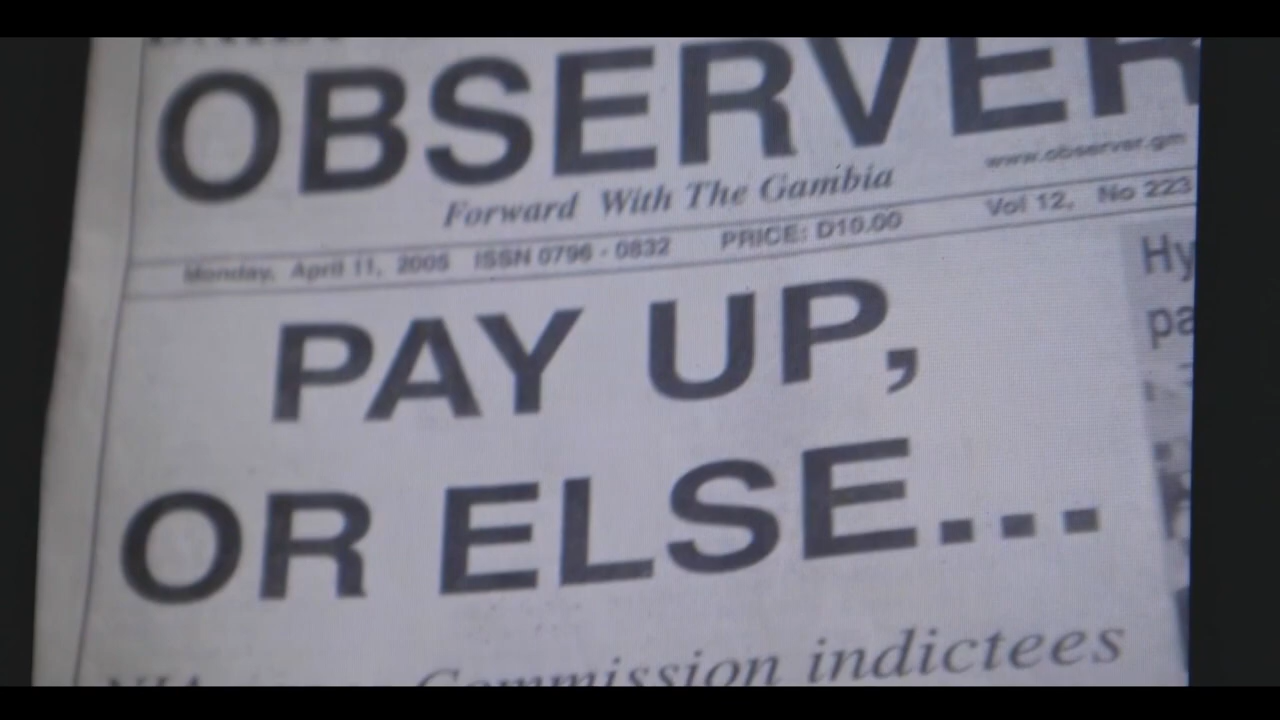 OBSERVER
www.observer.gm
Forward With The Gambia
Monday, April 11, 2005 ISSN 0796 - 0832 PRICE: D10.00 Vol 12, No 223
Hy
pa
PAY UP,
OR ELSE...
NIA Commission indictees